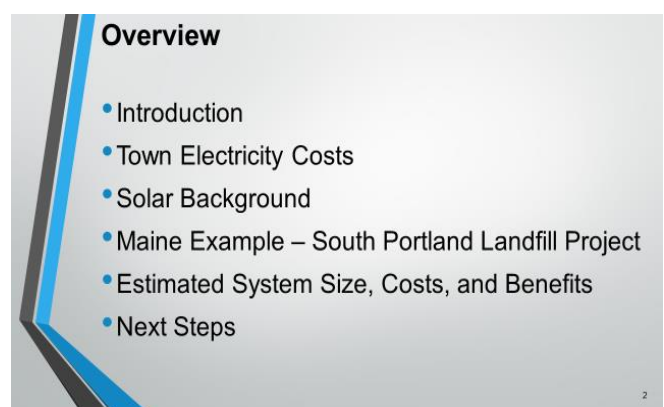 Overview
• Introduction
• Town Electricity Costs
• Solar Background
• Maine Example – South Portland Landfill Project
• Estimated System Size, Costs, and Benefits
• Next Steps
2